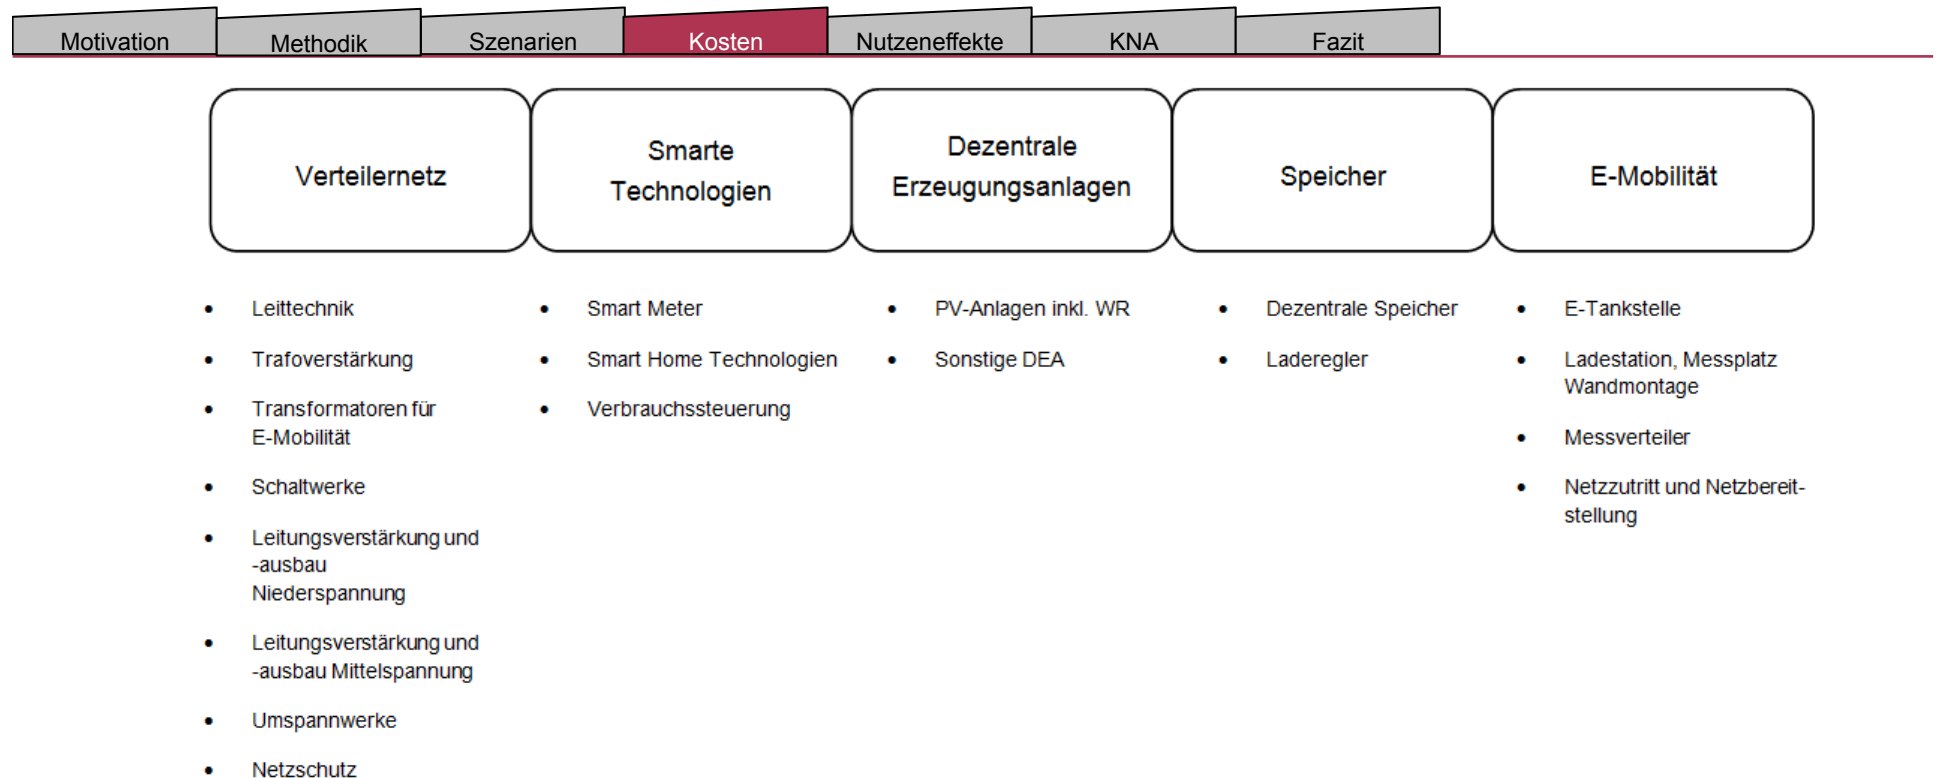 Motivation
Methodik
Szenarien
Kosten
Nutzeneffekte
KNA
Fazit
Verteilernetz
Smarte
Technologien
Dezentrale
Erzeugungsanlagen
Speicher
E-Mobilität
• Leittechnik
• Trafoverstärkung
• Transformatoren für
E-Mobilität
• Schaltwerke
• Leitungsverstärkung und
-ausbau
Niederspannung
• Leitungsverstärkung und
-ausbau Mittelspannung
• Umspannwerke
• Netzschutz
• Smart Meter
• Smart Home Technologien
• Verbrauchssteuerung
• PV-Anlagen inkl. WR
• Sonstige DEA
• Dezentrale Speicher
• Laderegler
• E-Tankstelle
• Ladestation, Messplatz
Wandmontage
• Messverteiler
• Netzzutritt und Netzbereit-
stellung